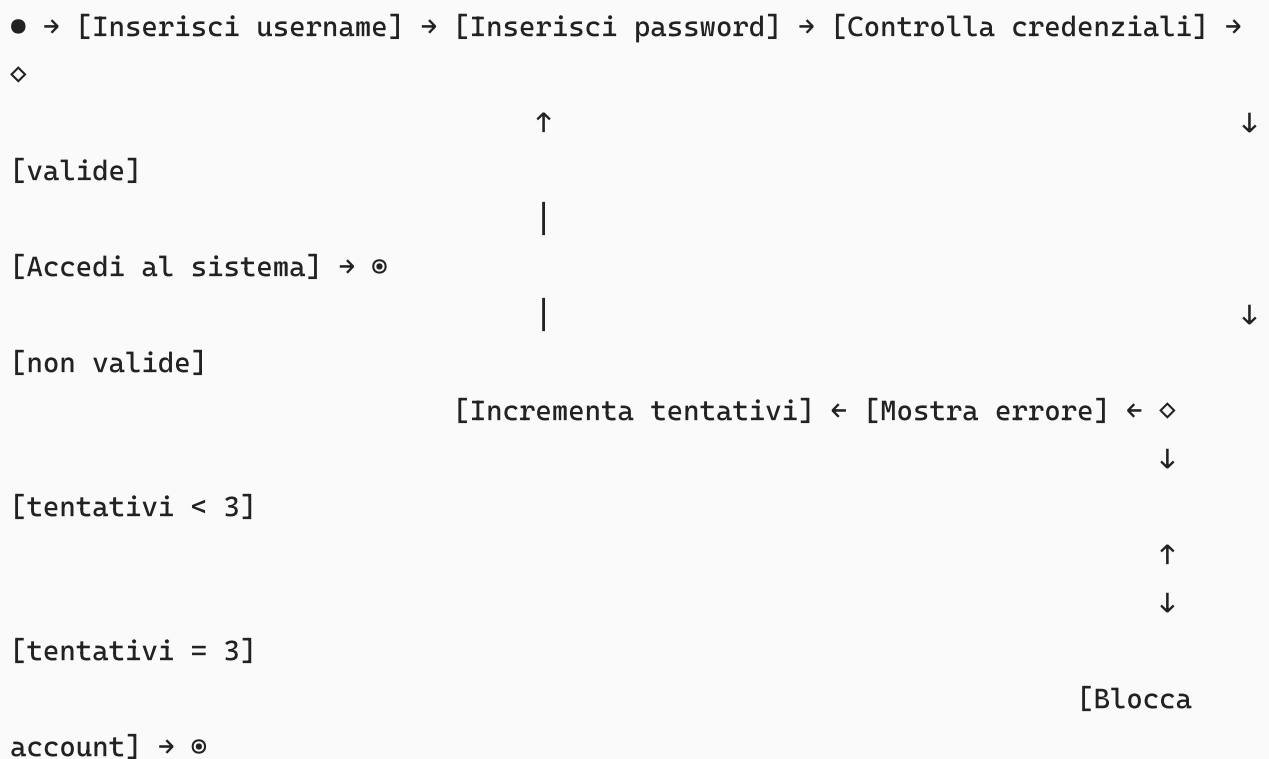 ● → [Inserisci username] → [Inserisci password] → [Controlla credenziali] →
◇
↑ ↓
[valide]
|
[Accedi al sistema] → ◉
| ↓
[non valide]
[Incrementa tentativi] ← [Mostra errore] ← ◇
↓
[tentativi < 3]
↑
↓
[tentativi = 3]
[Blocca
account] → ◉